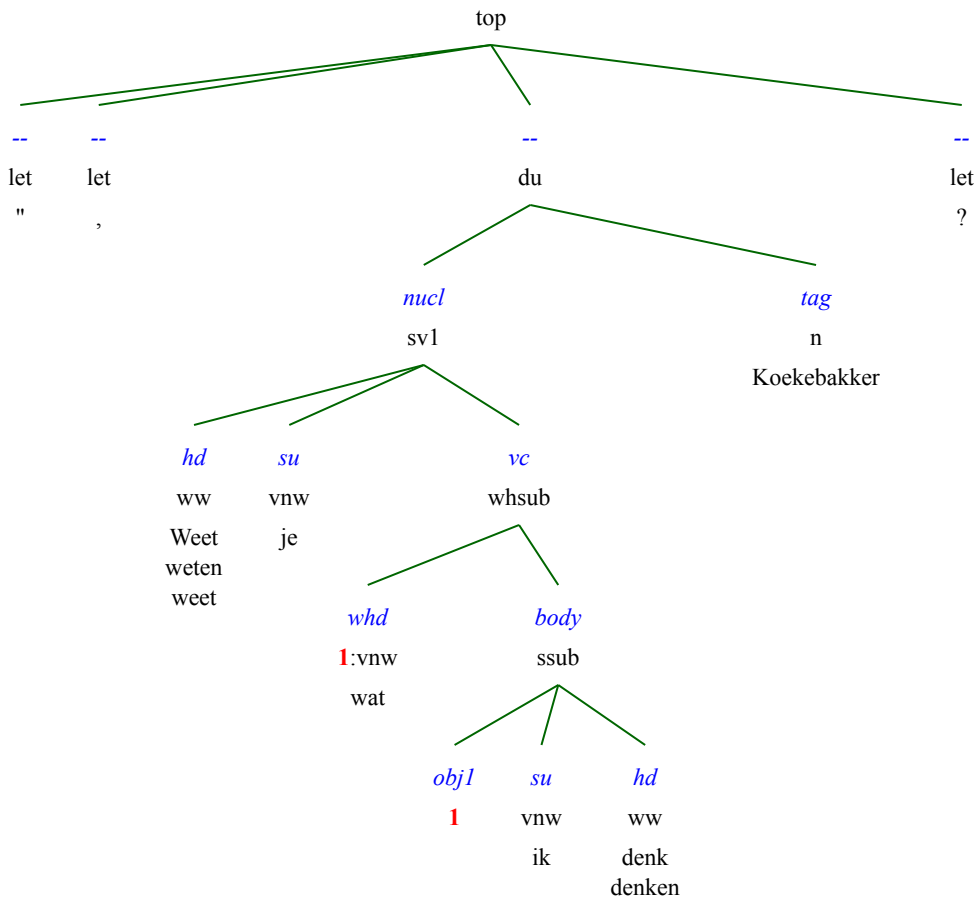 top
-- -- -- --
let let du let
" , ?
nucl tag
sv1 n
Koekebakker
hd su vc
ww vnw whsub
Weet je
weten
weet
whd body
1:vnw ssub
wat
obj1 su hd
1 vnw ww
ik denk
denken